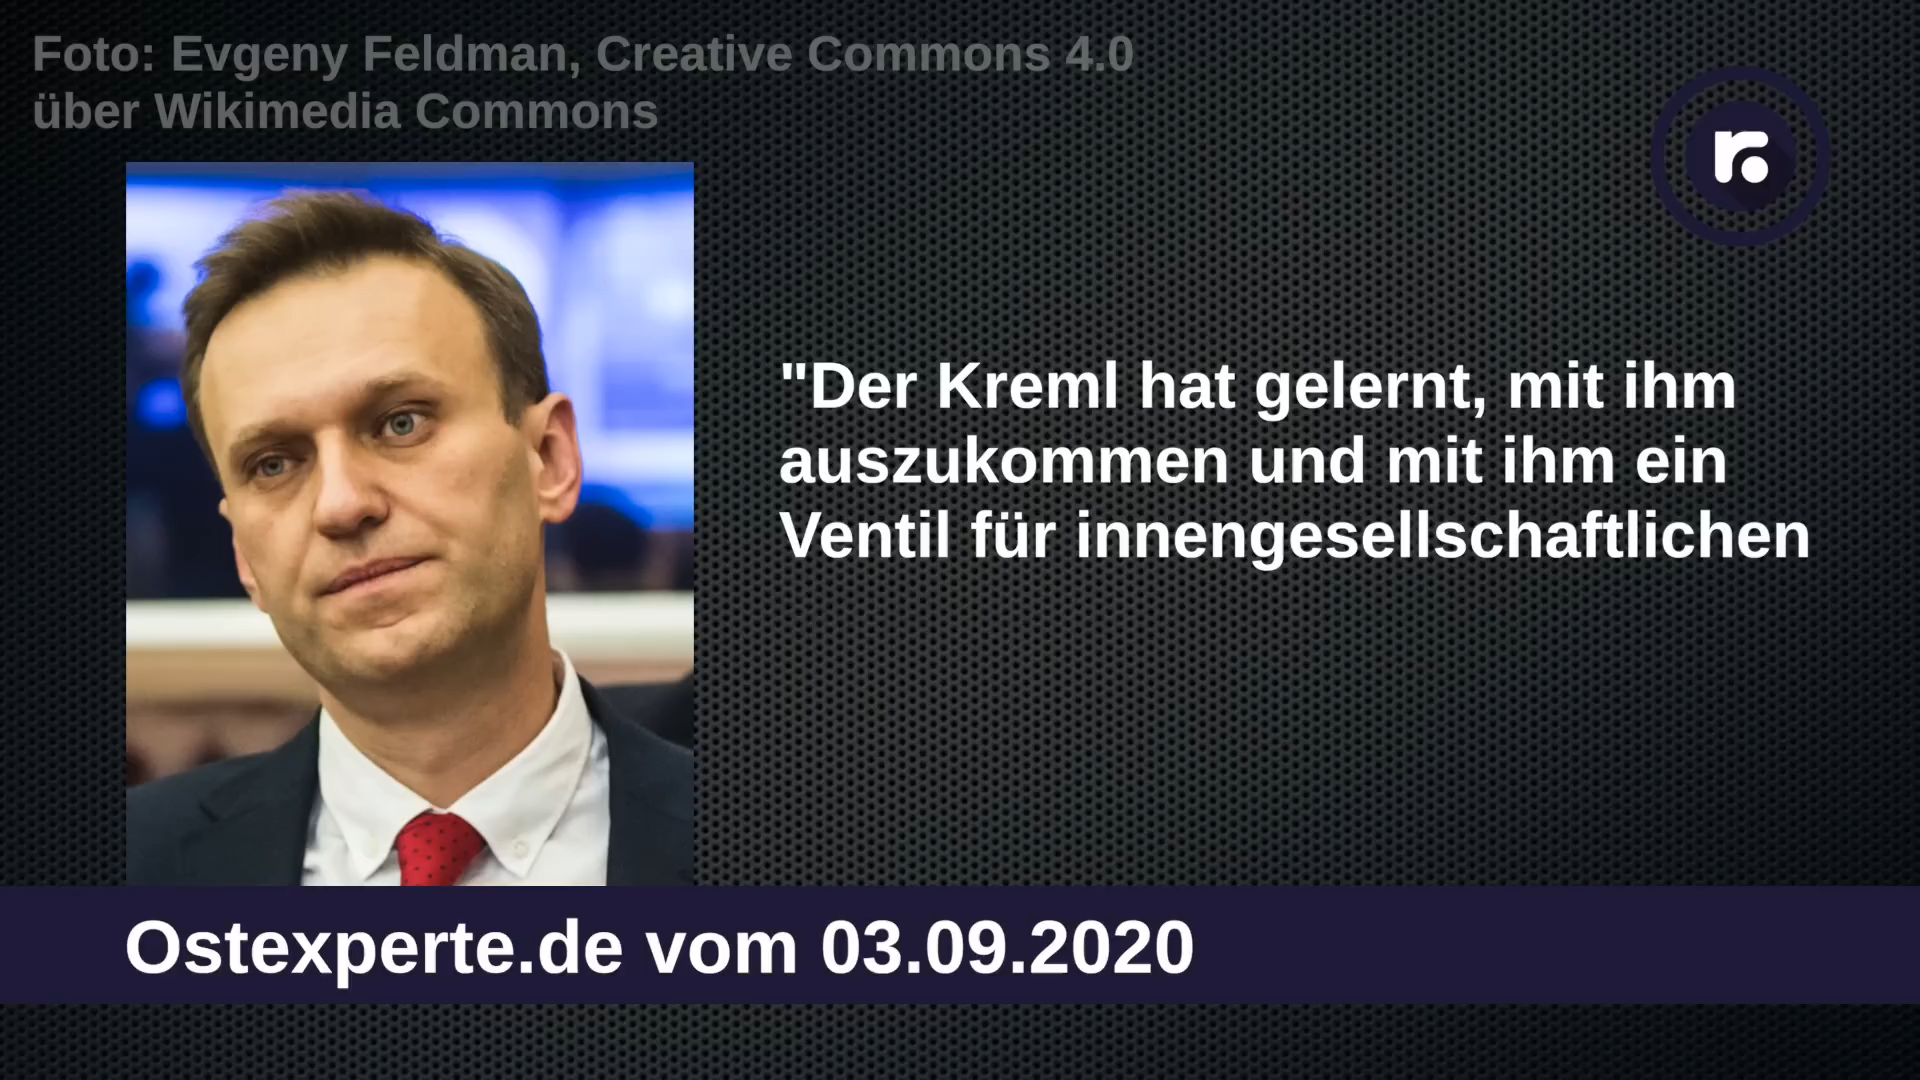 Foto: Evgeny Feldman, Creative Commons 4.0
über Wikimedia Commons
"Der Kreml hat gelernt, mit ihm
auszukommen und mit ihm ein
Ventil für innengesellschaftlichen
Ostexperte.de vom 03.09.2020